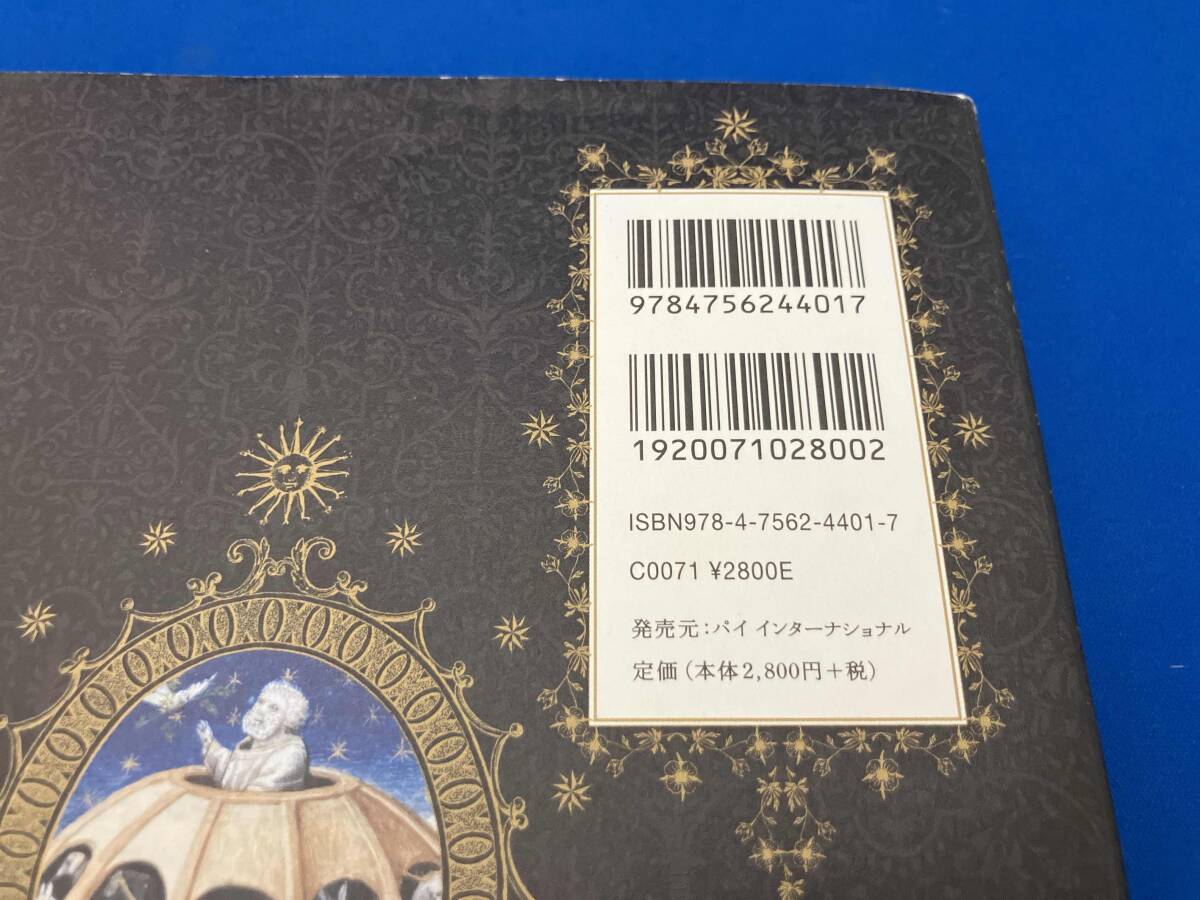 9784756244017
1920071028002
ISBN978-4-7562-4401-7
C0071 ¥2800E
発売元:パイ インターナショナル
定価(本体2,800円+税)